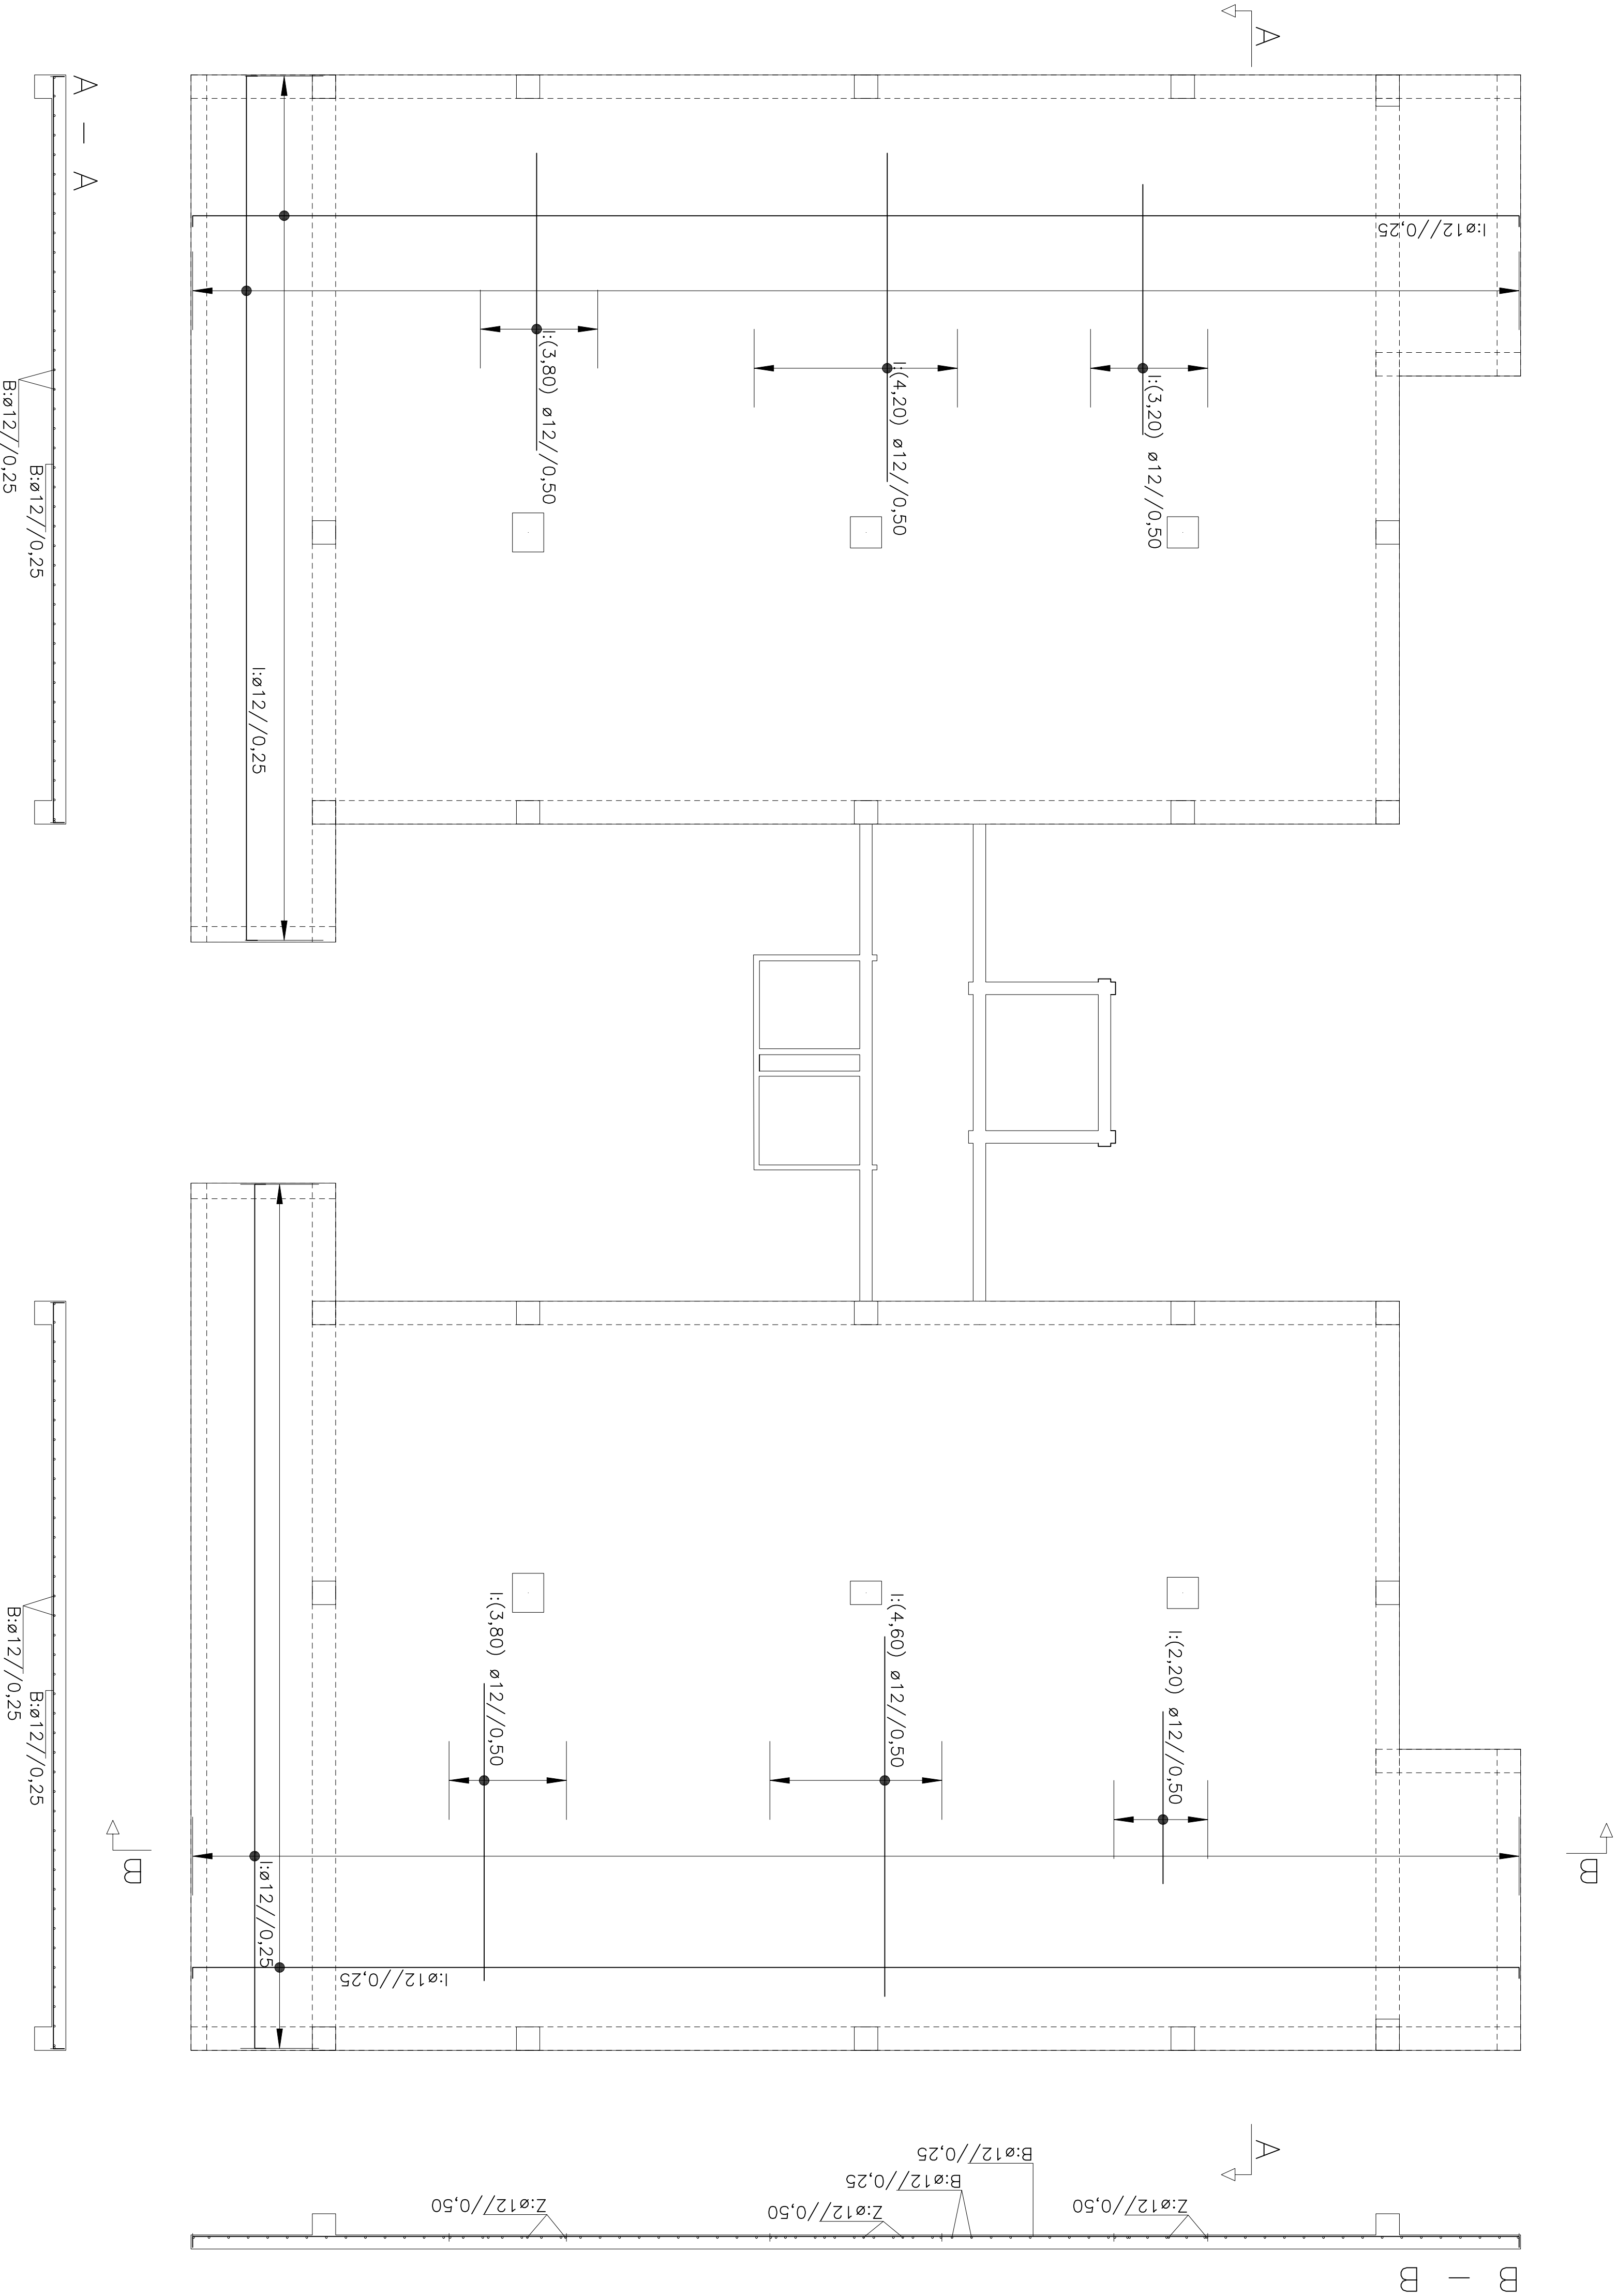 A
A
I:ø12//0,25
I:(3,20) ø12//0,50
I:(4,20) ø12//0,50
I:(3,80) ø12//0,50
I:ø12//0,25
A – A
B:ø12//0,25
B:ø12//0,25
I:(2,20) ø12//0,50
I:(4,60) ø12//0,50
I:(3,80) ø12//0,50
I:ø12//0,25
I:ø12//0,25
B
B
B:ø12//0,25
B:ø12//0,25
B – B
B:ø12//0,25
B:ø12//0,25
Z:ø12//0,50
Z:ø12//0,50
Z:ø12//0,50